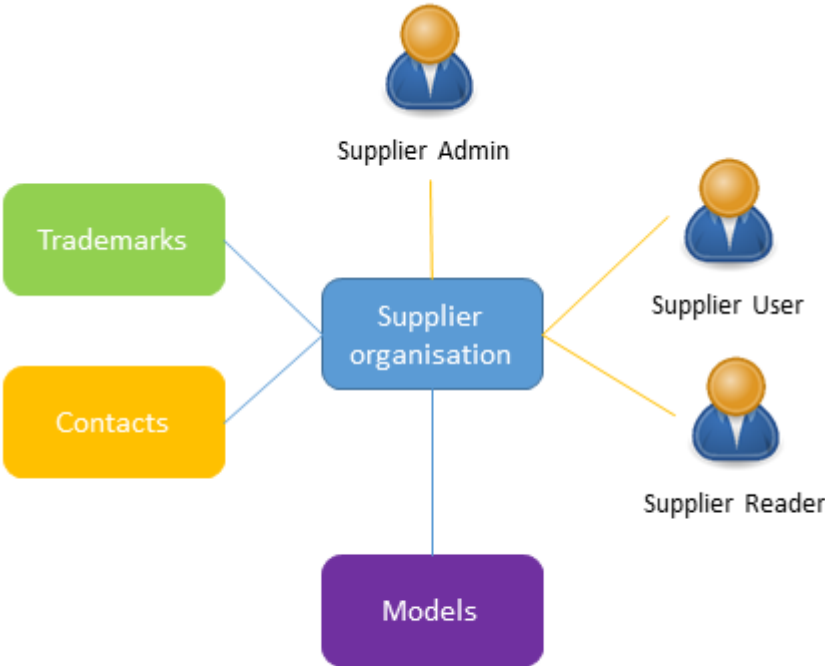 Supplier Admin
Trademarks
Supplier User
Supplier
organisation
Contacts
Supplier Reader
Models